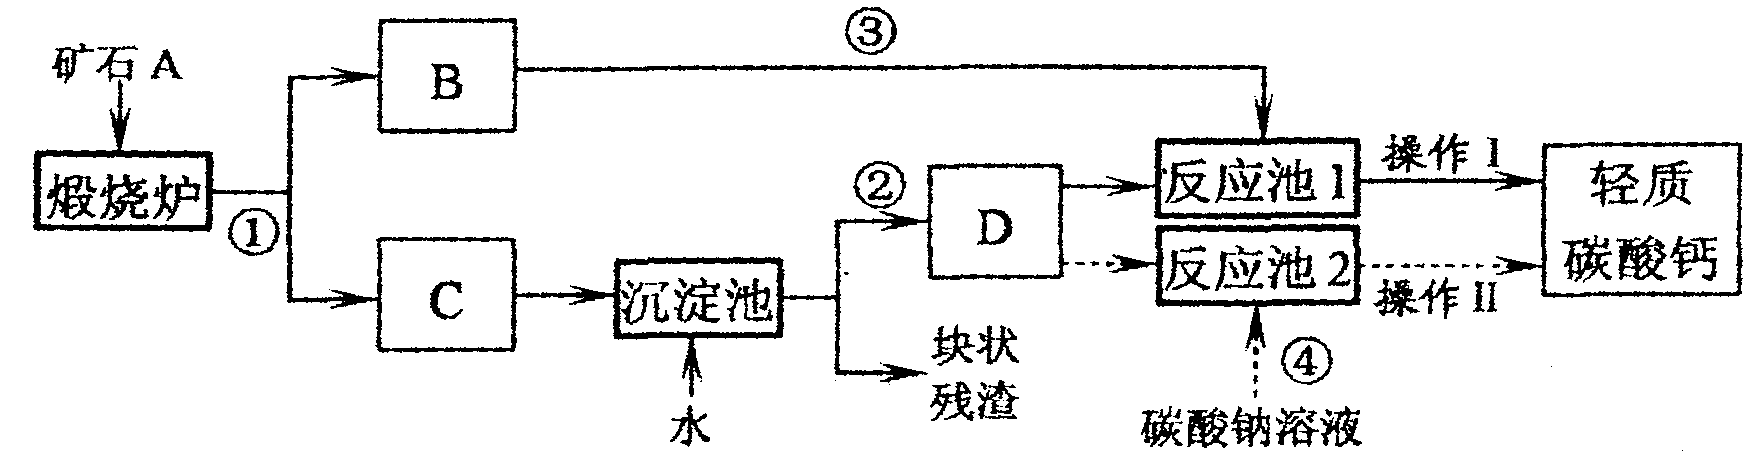 矿石 A
煅烧炉
①
B
C
③
沉淀池
水
②
D
块状
残渣
反应池 1
反应池 2
操作 I
操作 II
④
碳酸钠溶液
轻质
碳酸钙